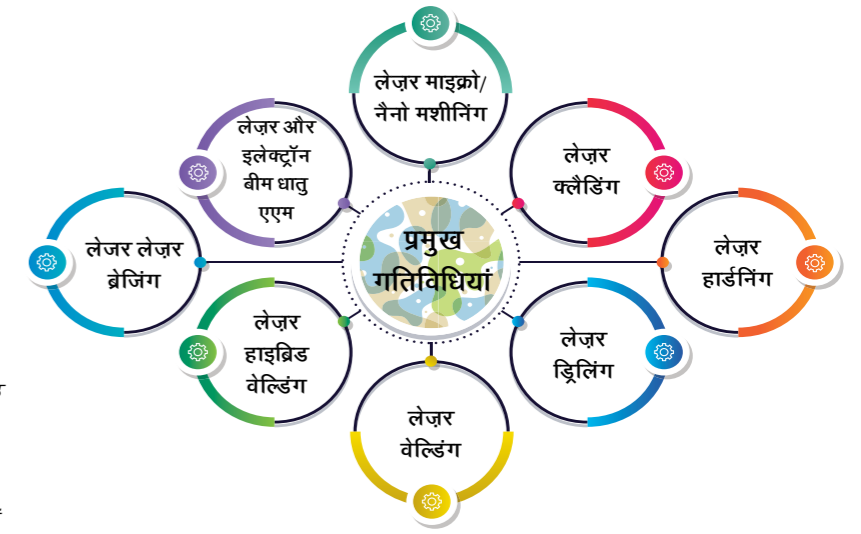 लेज़र माइक्रो/
नैनो मशीनिंग
लेज़र और
इलेक्ट्रॉन
बीम धातु
एएम
लेज़र
क्लैडिंग
लेजर लेज़र
ब्रेजिंग
प्रमुख
गतिविधियां
लेज़र
हार्डनिंग
लेज़र
हाइब्रिड
वेल्डिंग
लेज़र
ड्रिलिंग
लेज़र
वेल्डिंग